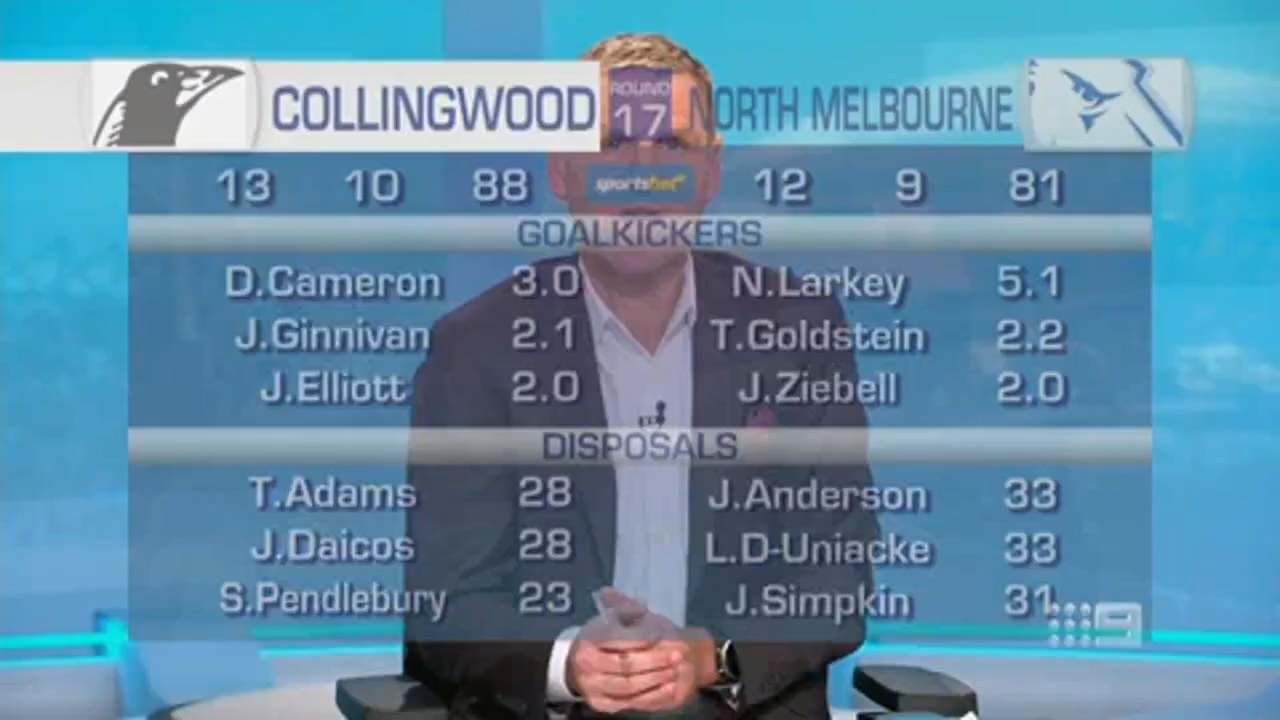 COLLINGWOOD ROUND 17 NORTH MELBOURNE
13 10 88 sportsbet 12 9 81
GOALKICKERS
D.Cameron 3.0 N.Larkey 5.1
J.Ginnivan 2.1 T.Goldstein 2.2
J.Elliott 2.0 J.Ziebell 2.0
DISPOSALS
T.Adams 28 J.Anderson 33
J.Daicos 28 L.D-Uniacke 33
S.Pendlebury 23 J.Simpkin 31
9